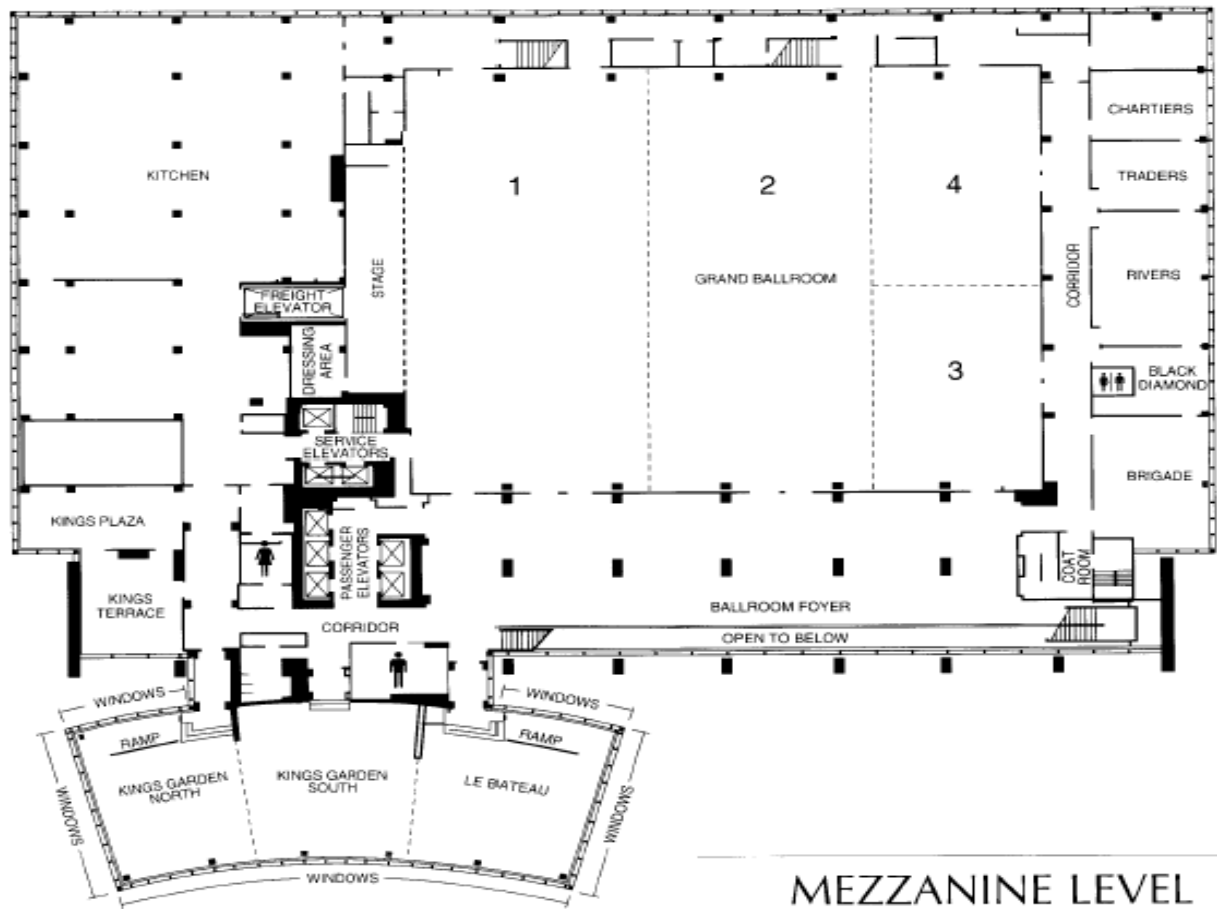 KITCHEN
1
2
4
CHARTIERS
TRADERS
STAGE
GRAND BALLROOM
CORRIDOR
RIVERS
FREIGHT
ELEVATOR
DRESSING
AREA
3
BLACK
DIAMOND
SERVICE
ELEVATORS
BRIGADE
KINGS PLAZA
PASSENGER
ELEVATORS
COAT
ROOM
KINGS
TERRACE
BALLROOM FOYER
CORRIDOR
OPEN TO BELOW
WINDOWS
WINDOWS
RAMP
RAMP
KINGS GARDEN
NORTH
KINGS GARDEN
SOUTH
LE BATEAU
WINDOWS
WINDOWS
WINDOWS
MEZZANINE LEVEL